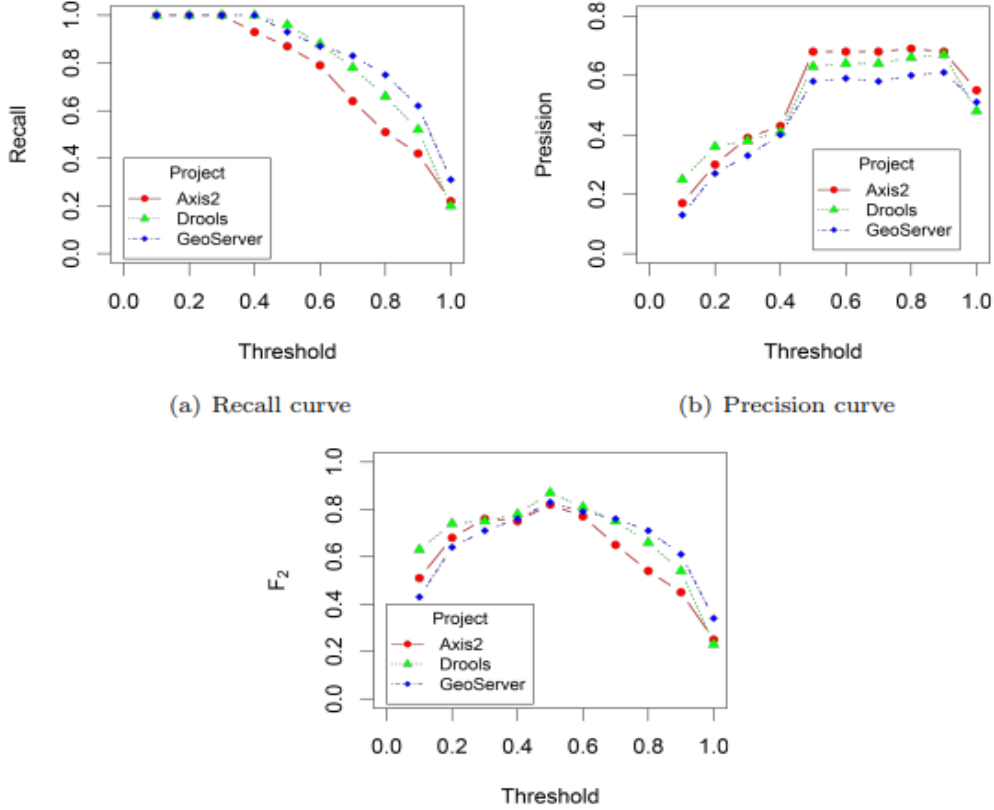 Recall
1.0
0.8
0.6
0.4
0.2
0.0
Project
Axis2
Drools
GeoServer
0.0 0.2 0.4 0.6 0.8 1.0
Threshold
(a) Recall curve
Presision
0.8
0.6
0.4
0.2
0.0
Project
Axis2
Drools
GeoServer
0.0 0.2 0.4 0.6 0.8 1.0
Threshold
(b) Precision curve
F2
1.0
0.8
0.6
0.4
0.2
0.0
Project
Axis2
Drools
GeoServer
0.0 0.2 0.4 0.6 0.8 1.0
Threshold